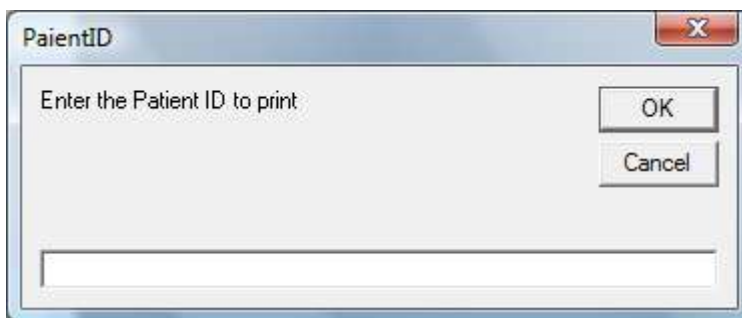 PaientID
Enter the Patient ID to print
OK
Cancel